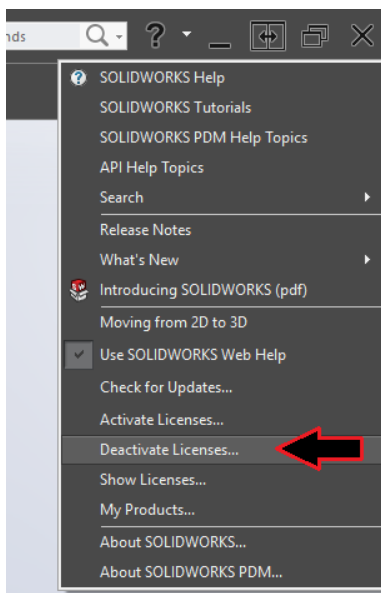 nds
SOLIDWORKS Help
SOLIDWORKS Tutorials
SOLIDWORKS PDM Help Topics
API Help Topics
Search
Release Notes
What's New
Introducing SOLIDWORKS (pdf)
Moving from 2D to 3D
Use SOLIDWORKS Web Help
Check for Updates...
Activate Licenses...
Deactivate Licenses...
Show Licenses...
My Products...
About SOLIDWORKS...
About SOLIDWORKS PDM...